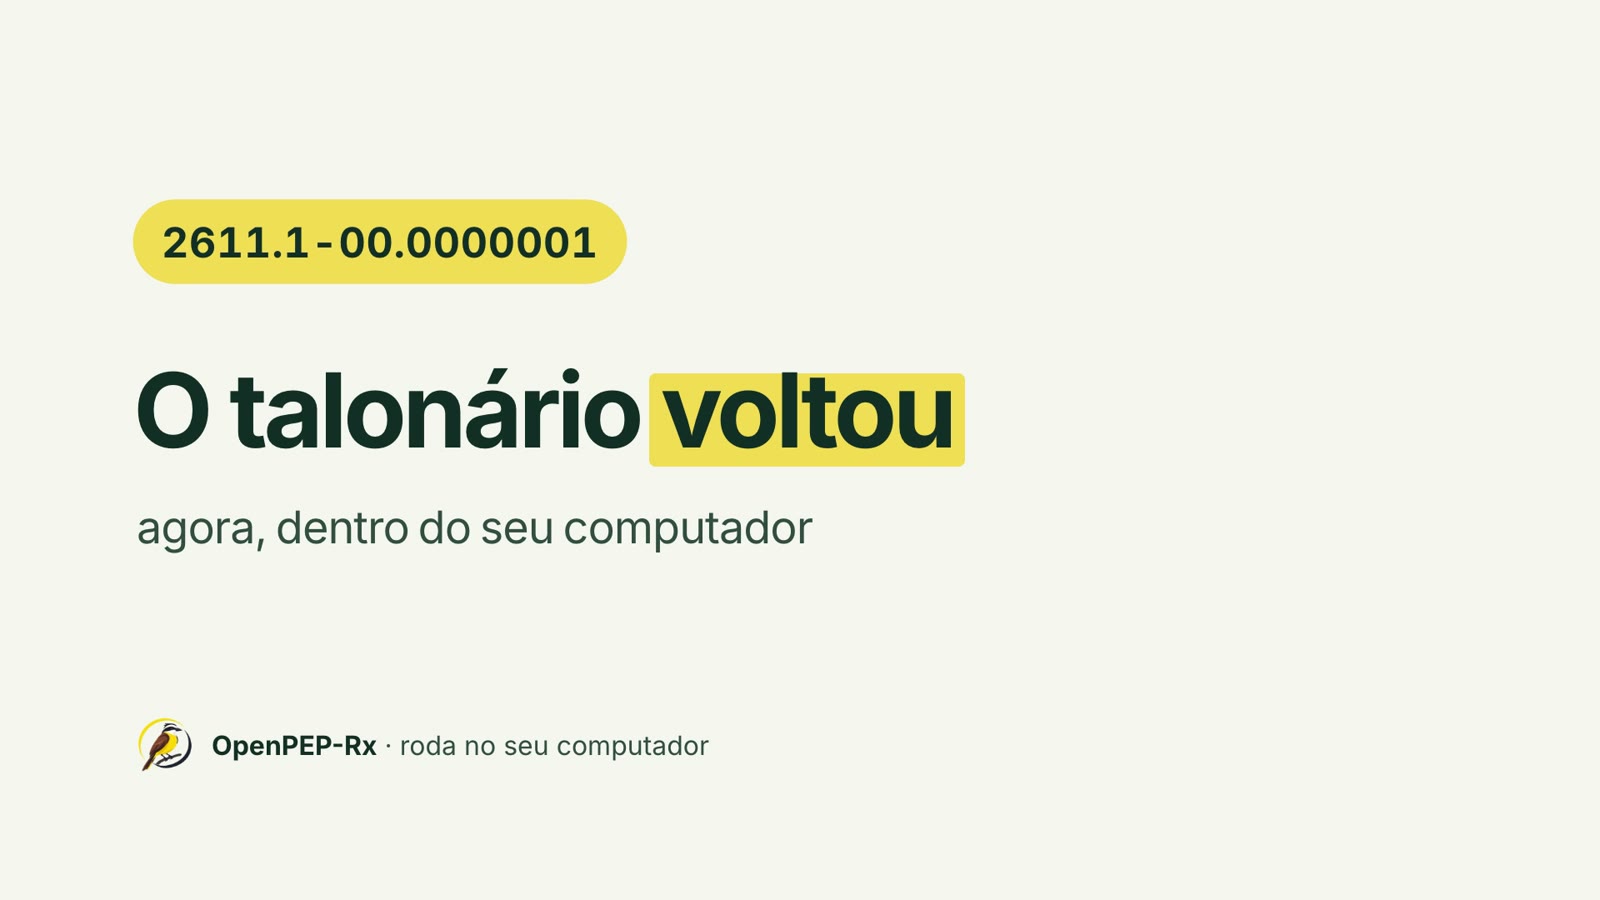 2611.1-00.0000001
O talonário voltou
agora, dentro do seu computador
OpenPEP-Rx · roda no seu computador